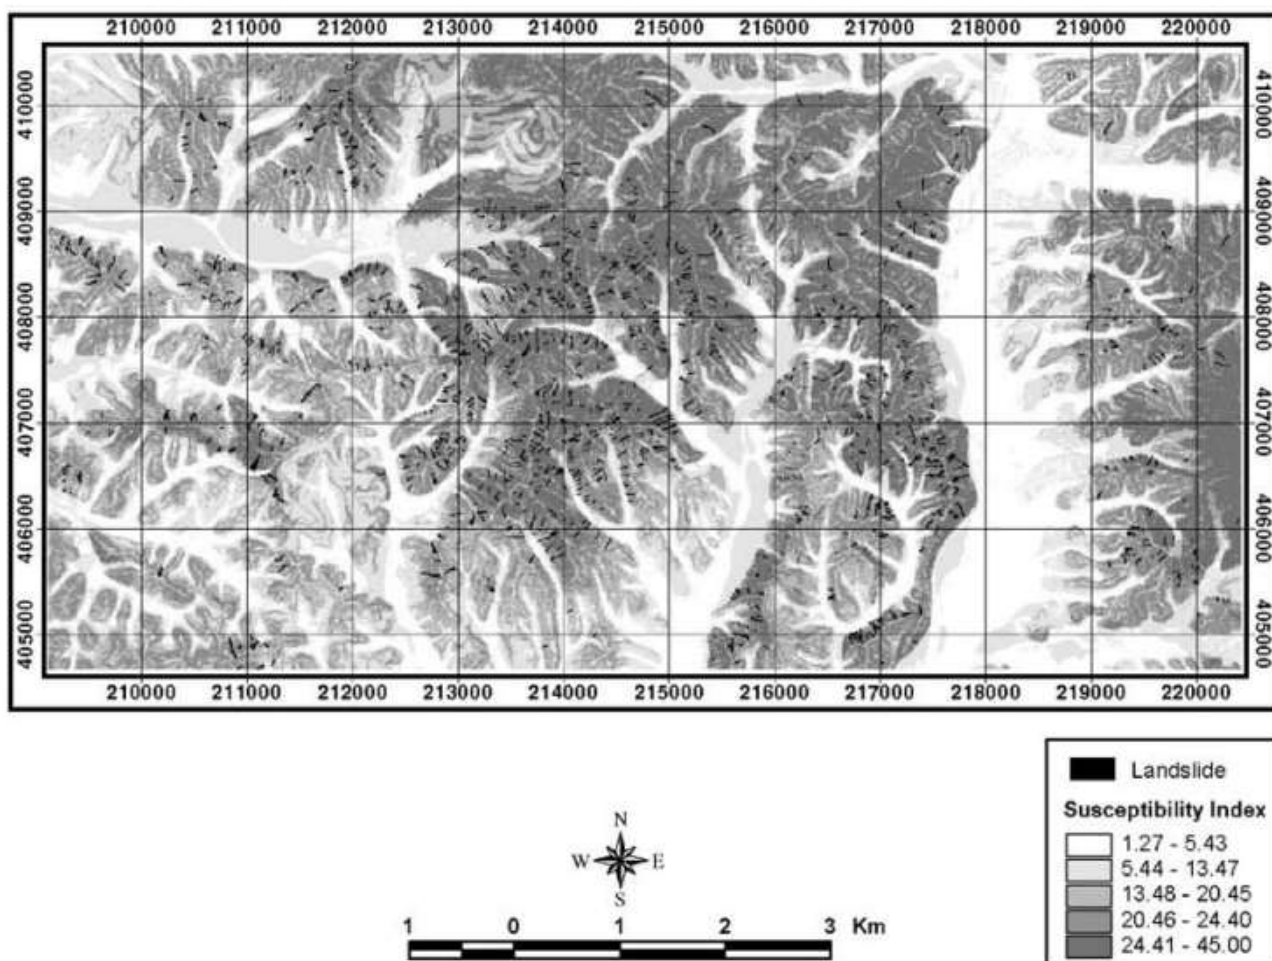 210000 211000 212000 213000 214000 215000 216000 217000 218000 219000 220000
410000 410000
409000 409000
408000 408000
407000 407000
406000 406000
405000 405000
210000 211000 212000 213000 214000 215000 216000 217000 218000 219000 220000
Landslide
Susceptibility Index
1.27 - 5.43
5.44 - 13.47
13.48 - 20.45
20.46 - 24.40
24.41 - 45.00
N
W E
S
1 0 1 2 3 Km